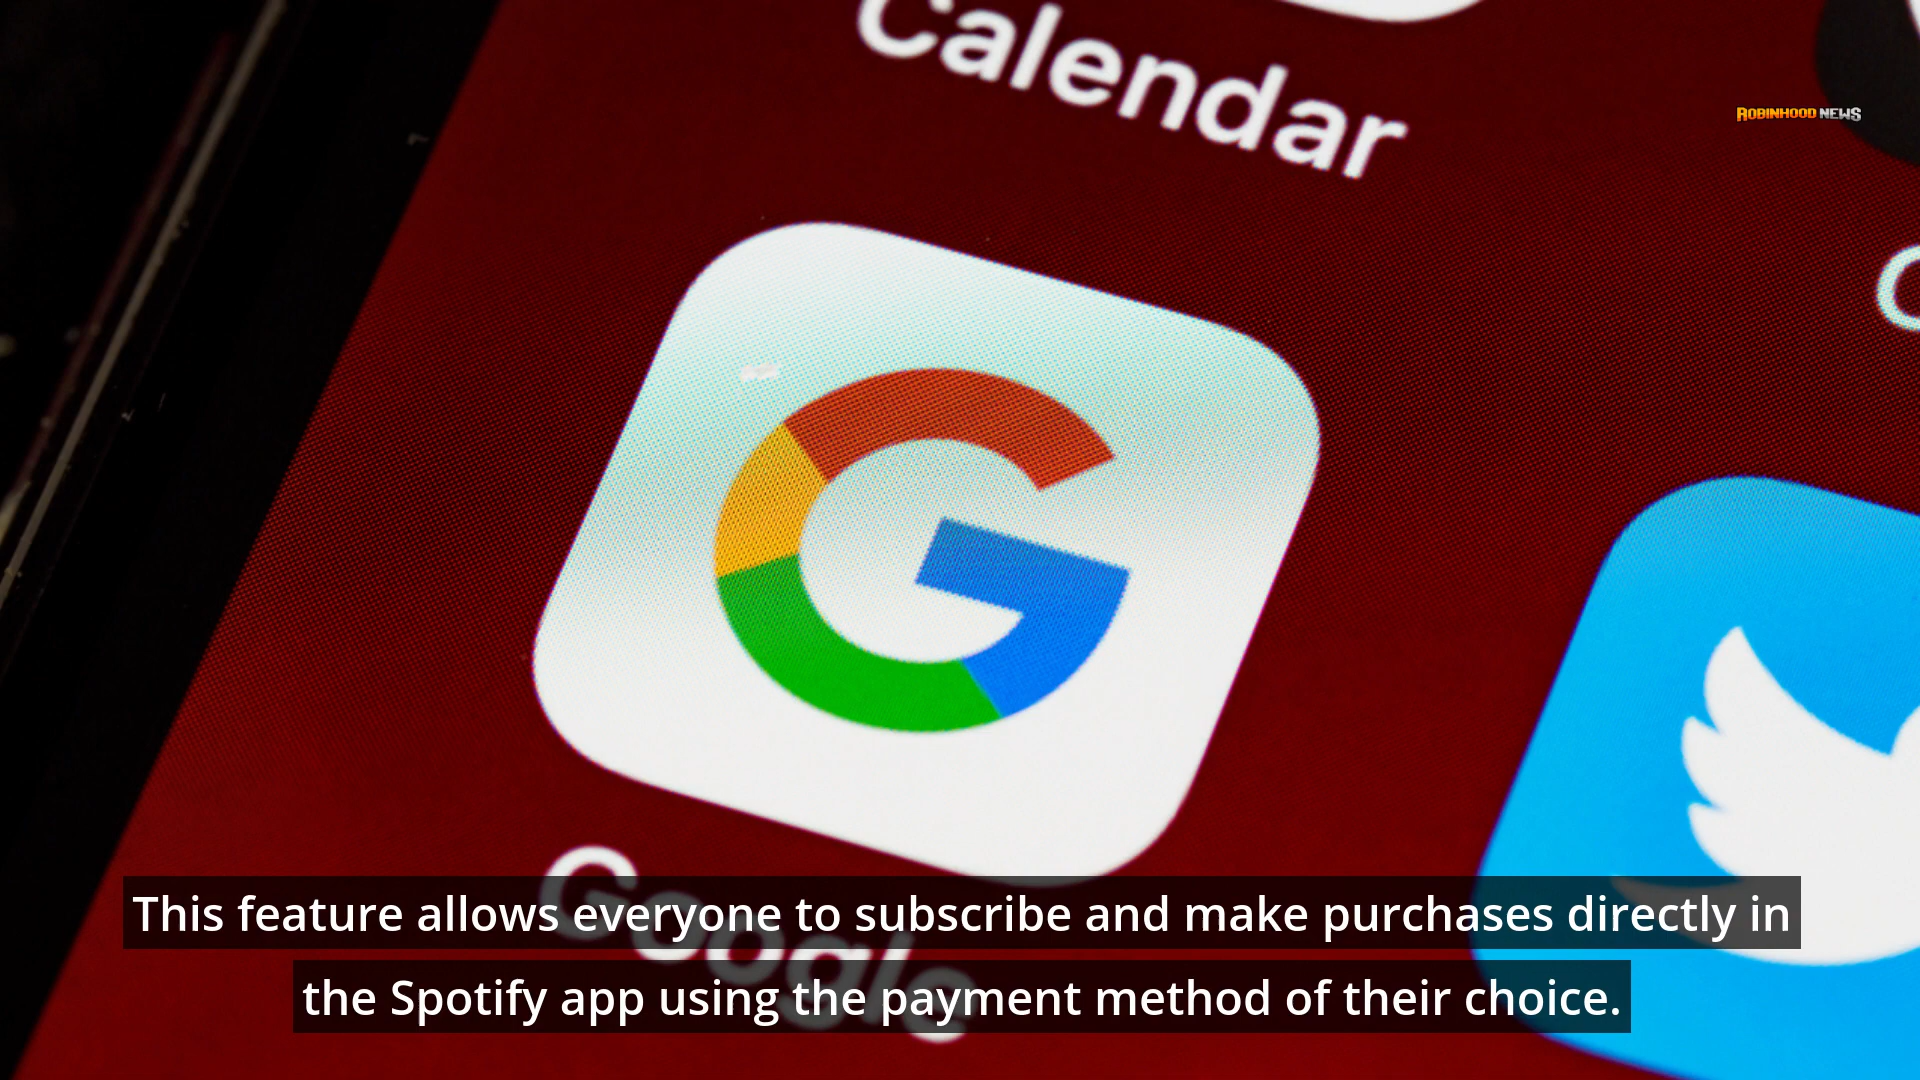 Calendar
ROBINHOOD NEWS
Google
This feature allows everyone to subscribe and make purchases directly in
the Spotify app using the payment method of their choice.